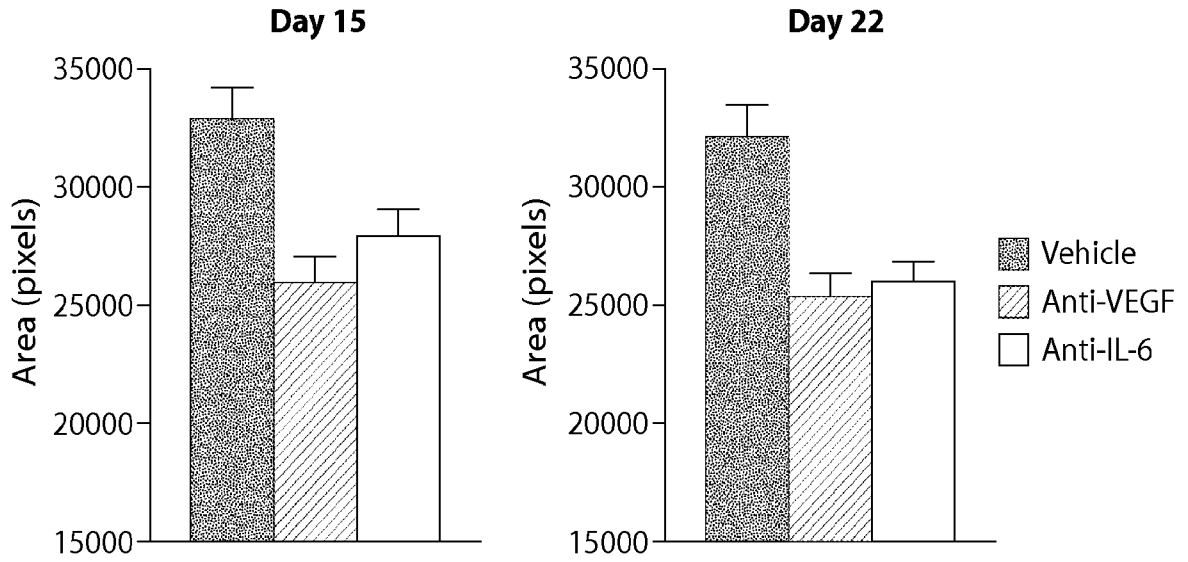 Day 15
Area (pixels)
35000
30000
25000
20000
15000
Day 22
Area (pixels)
35000
30000
25000
20000
15000
Vehicle
Anti-VEGF
Anti-IL-6